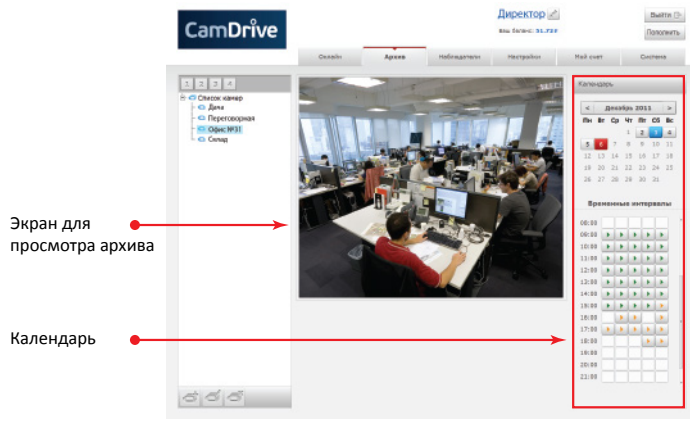 CamDrive
Директор
Ваш баланс: 31.72$
Выйти
Пополнить
Онлайн
Архив
Наблюдатели
Настройки
Мой счет
Система
1 2 3 4
Список камер
Дача
Переговорная
Офис №31
Склад
Экран для
просмотра архива
Календарь
Календарь
< Декабрь 2011 >
Пн Вт Ср Чт Пт Сб Вс
1 2 3 4
5 6 7 8 9 10 11
12 13 14 15 16 17 18
19 20 21 22 23 24 25
26 27 28 29 30 31
Временные интервалы
08:00
09:00
10:00
11:00
12:00
13:00
14:00
15:00
16:00
17:00
18:00
19:00
20:00
21:00